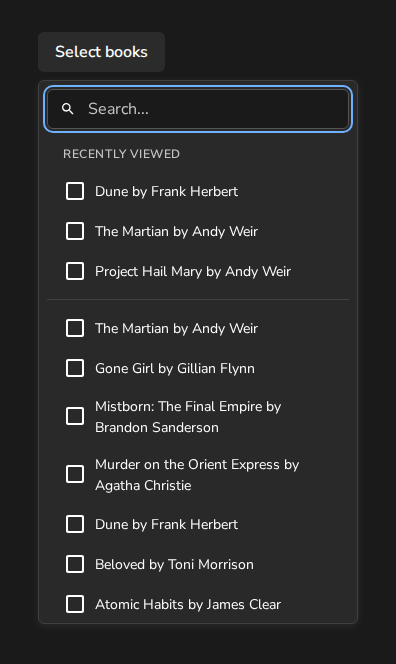 Select books
Search...
RECENTLY VIEWED
Dune by Frank Herbert
The Martian by Andy Weir
Project Hail Mary by Andy Weir
The Martian by Andy Weir
Gone Girl by Gillian Flynn
Mistborn: The Final Empire by
Brandon Sanderson
Murder on the Orient Express by
Agatha Christie
Dune by Frank Herbert
Beloved by Toni Morrison
Atomic Habits by James Clear